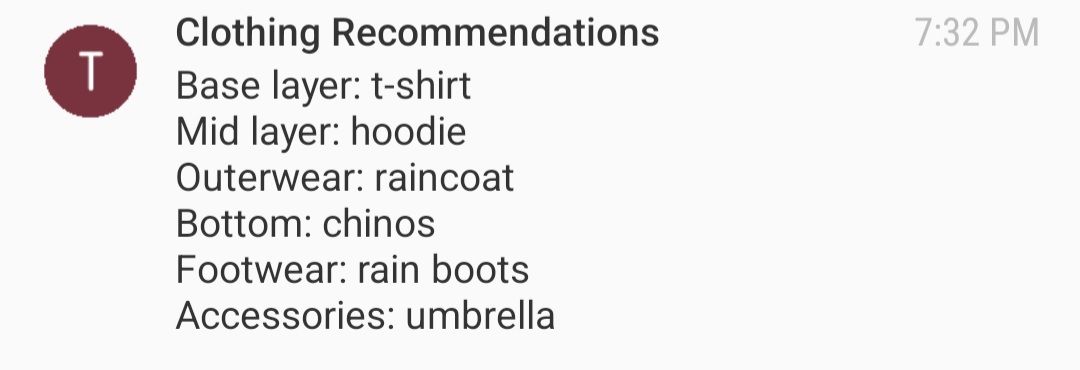 T
Clothing Recommendations 7:32 PM
Base layer: t-shirt
Mid layer: hoodie
Outerwear: raincoat
Bottom: chinos
Footwear: rain boots
Accessories: umbrella